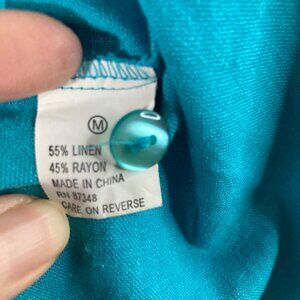 M
55% LINEN
45% RAYON
MADE IN CHINA
RN 87348
CARE ON REVERSE